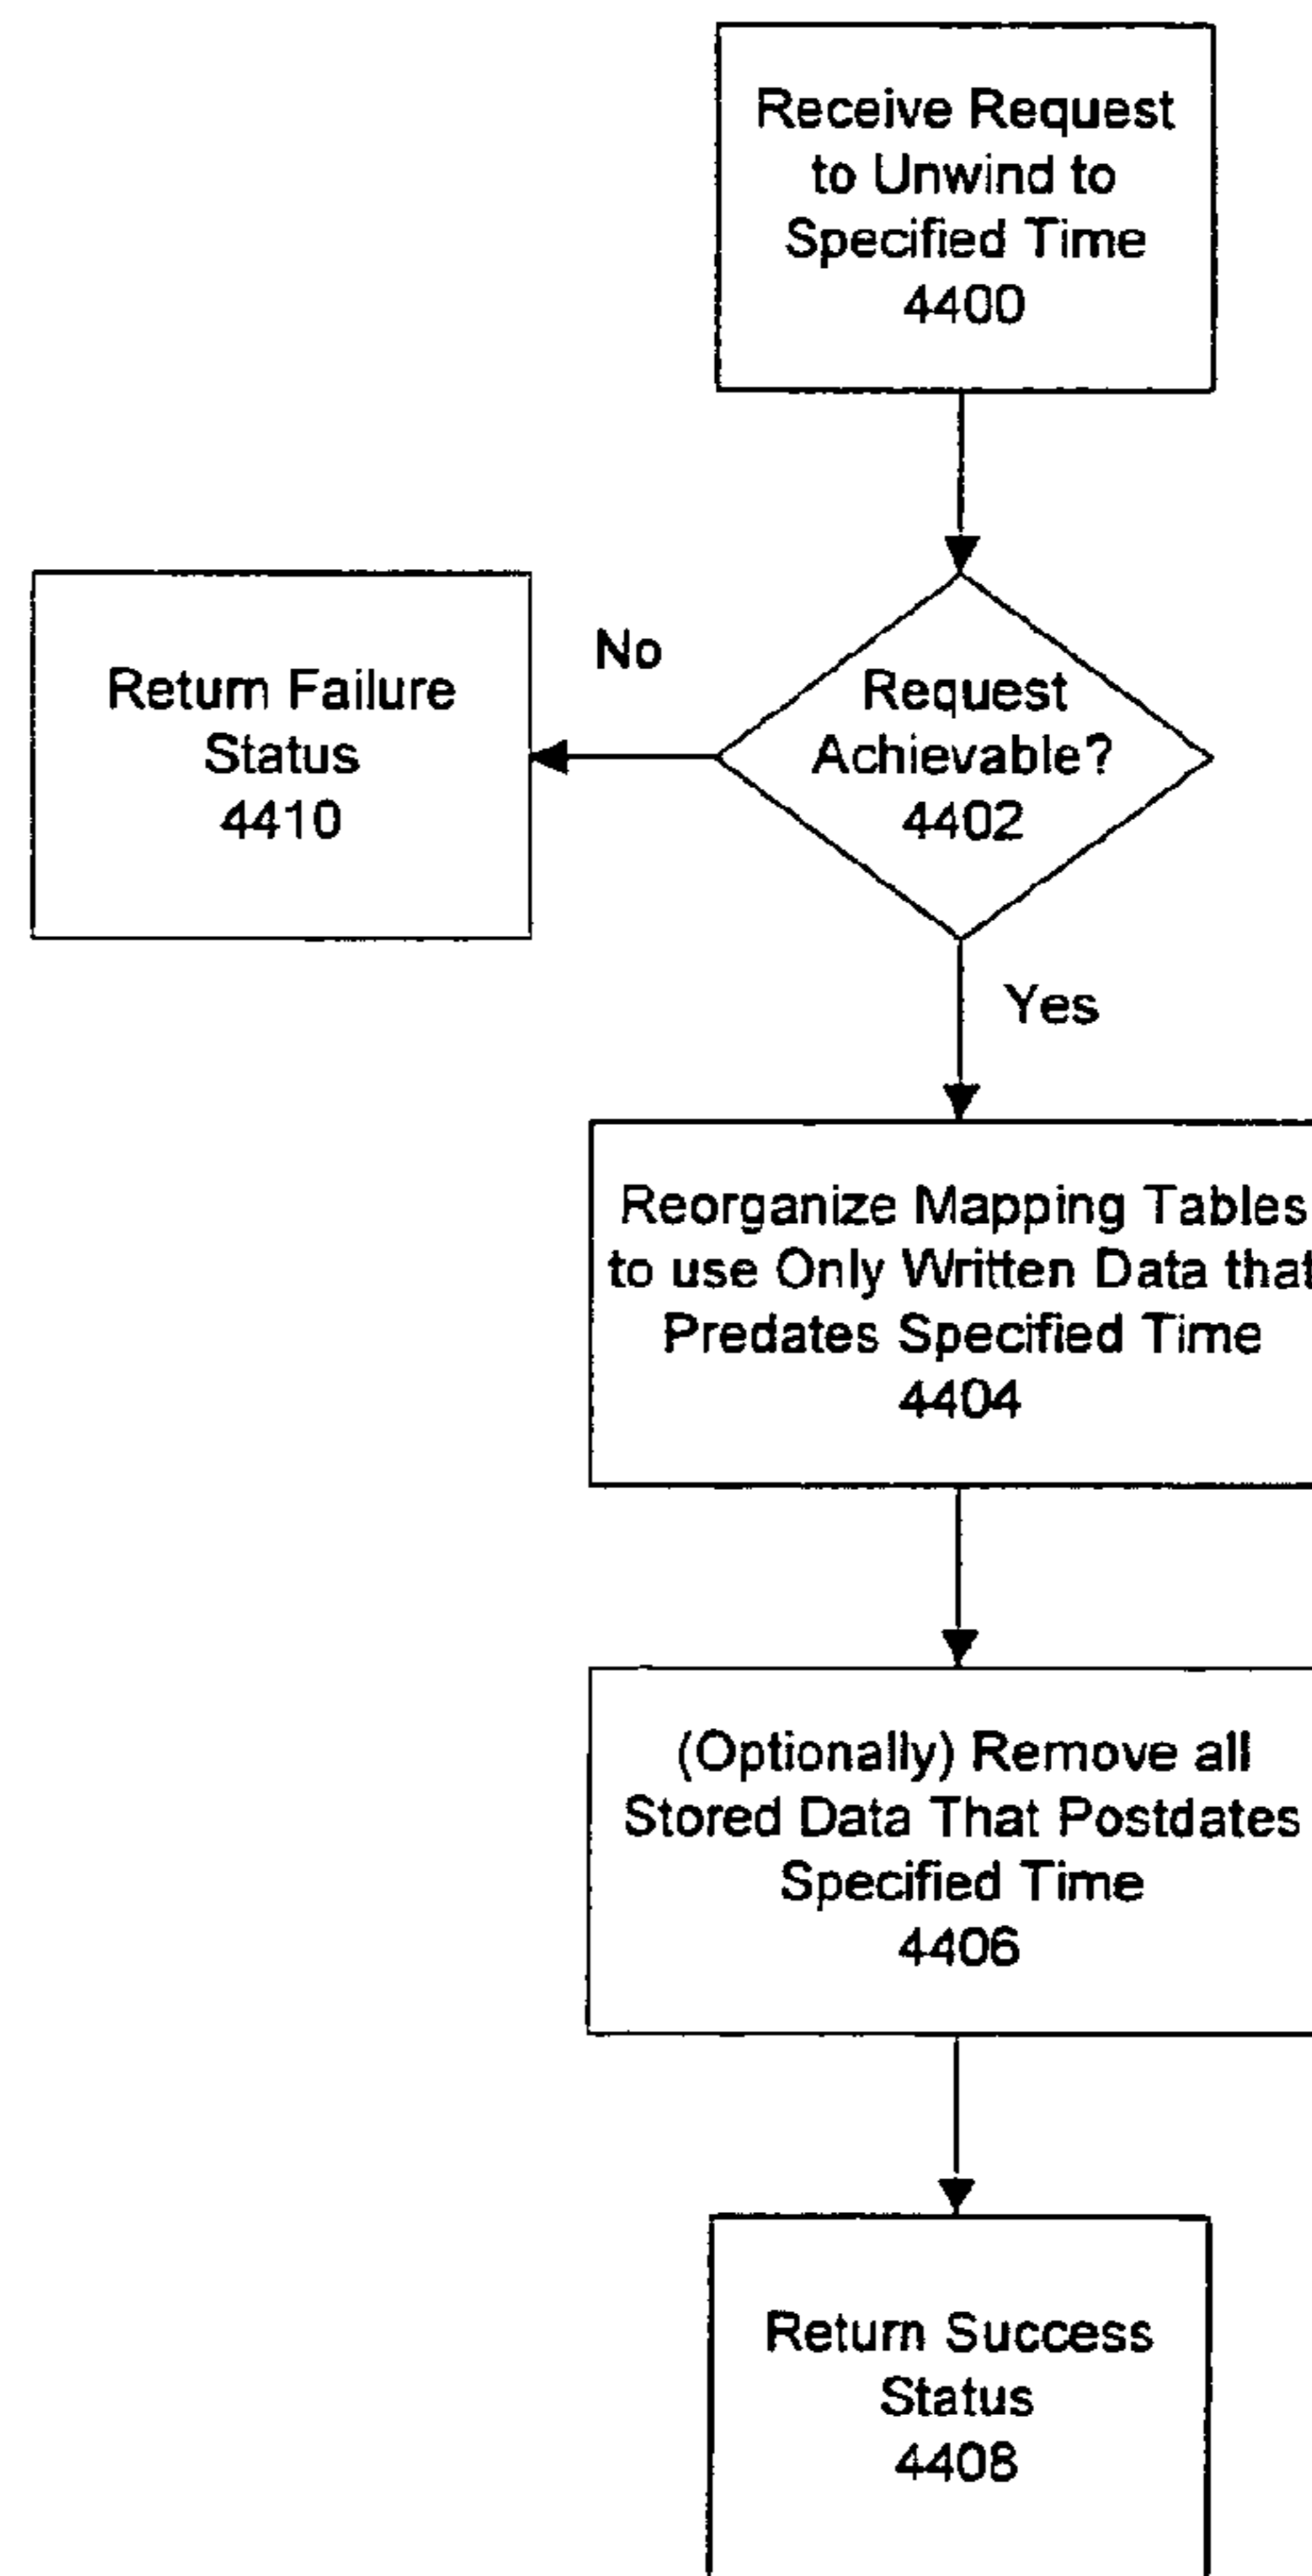 Receive Request
to Unwind to
Specified Time
4400
No
Return Failure
Status
4410
Request
Achievable?
4402
Yes
Reorganize Mapping Tables
to use Only Written Data that
Predates Specified Time
4404
(Optionally) Remove all
Stored Data That Postdates
Specified Time
4406
Return Success
Status
4408